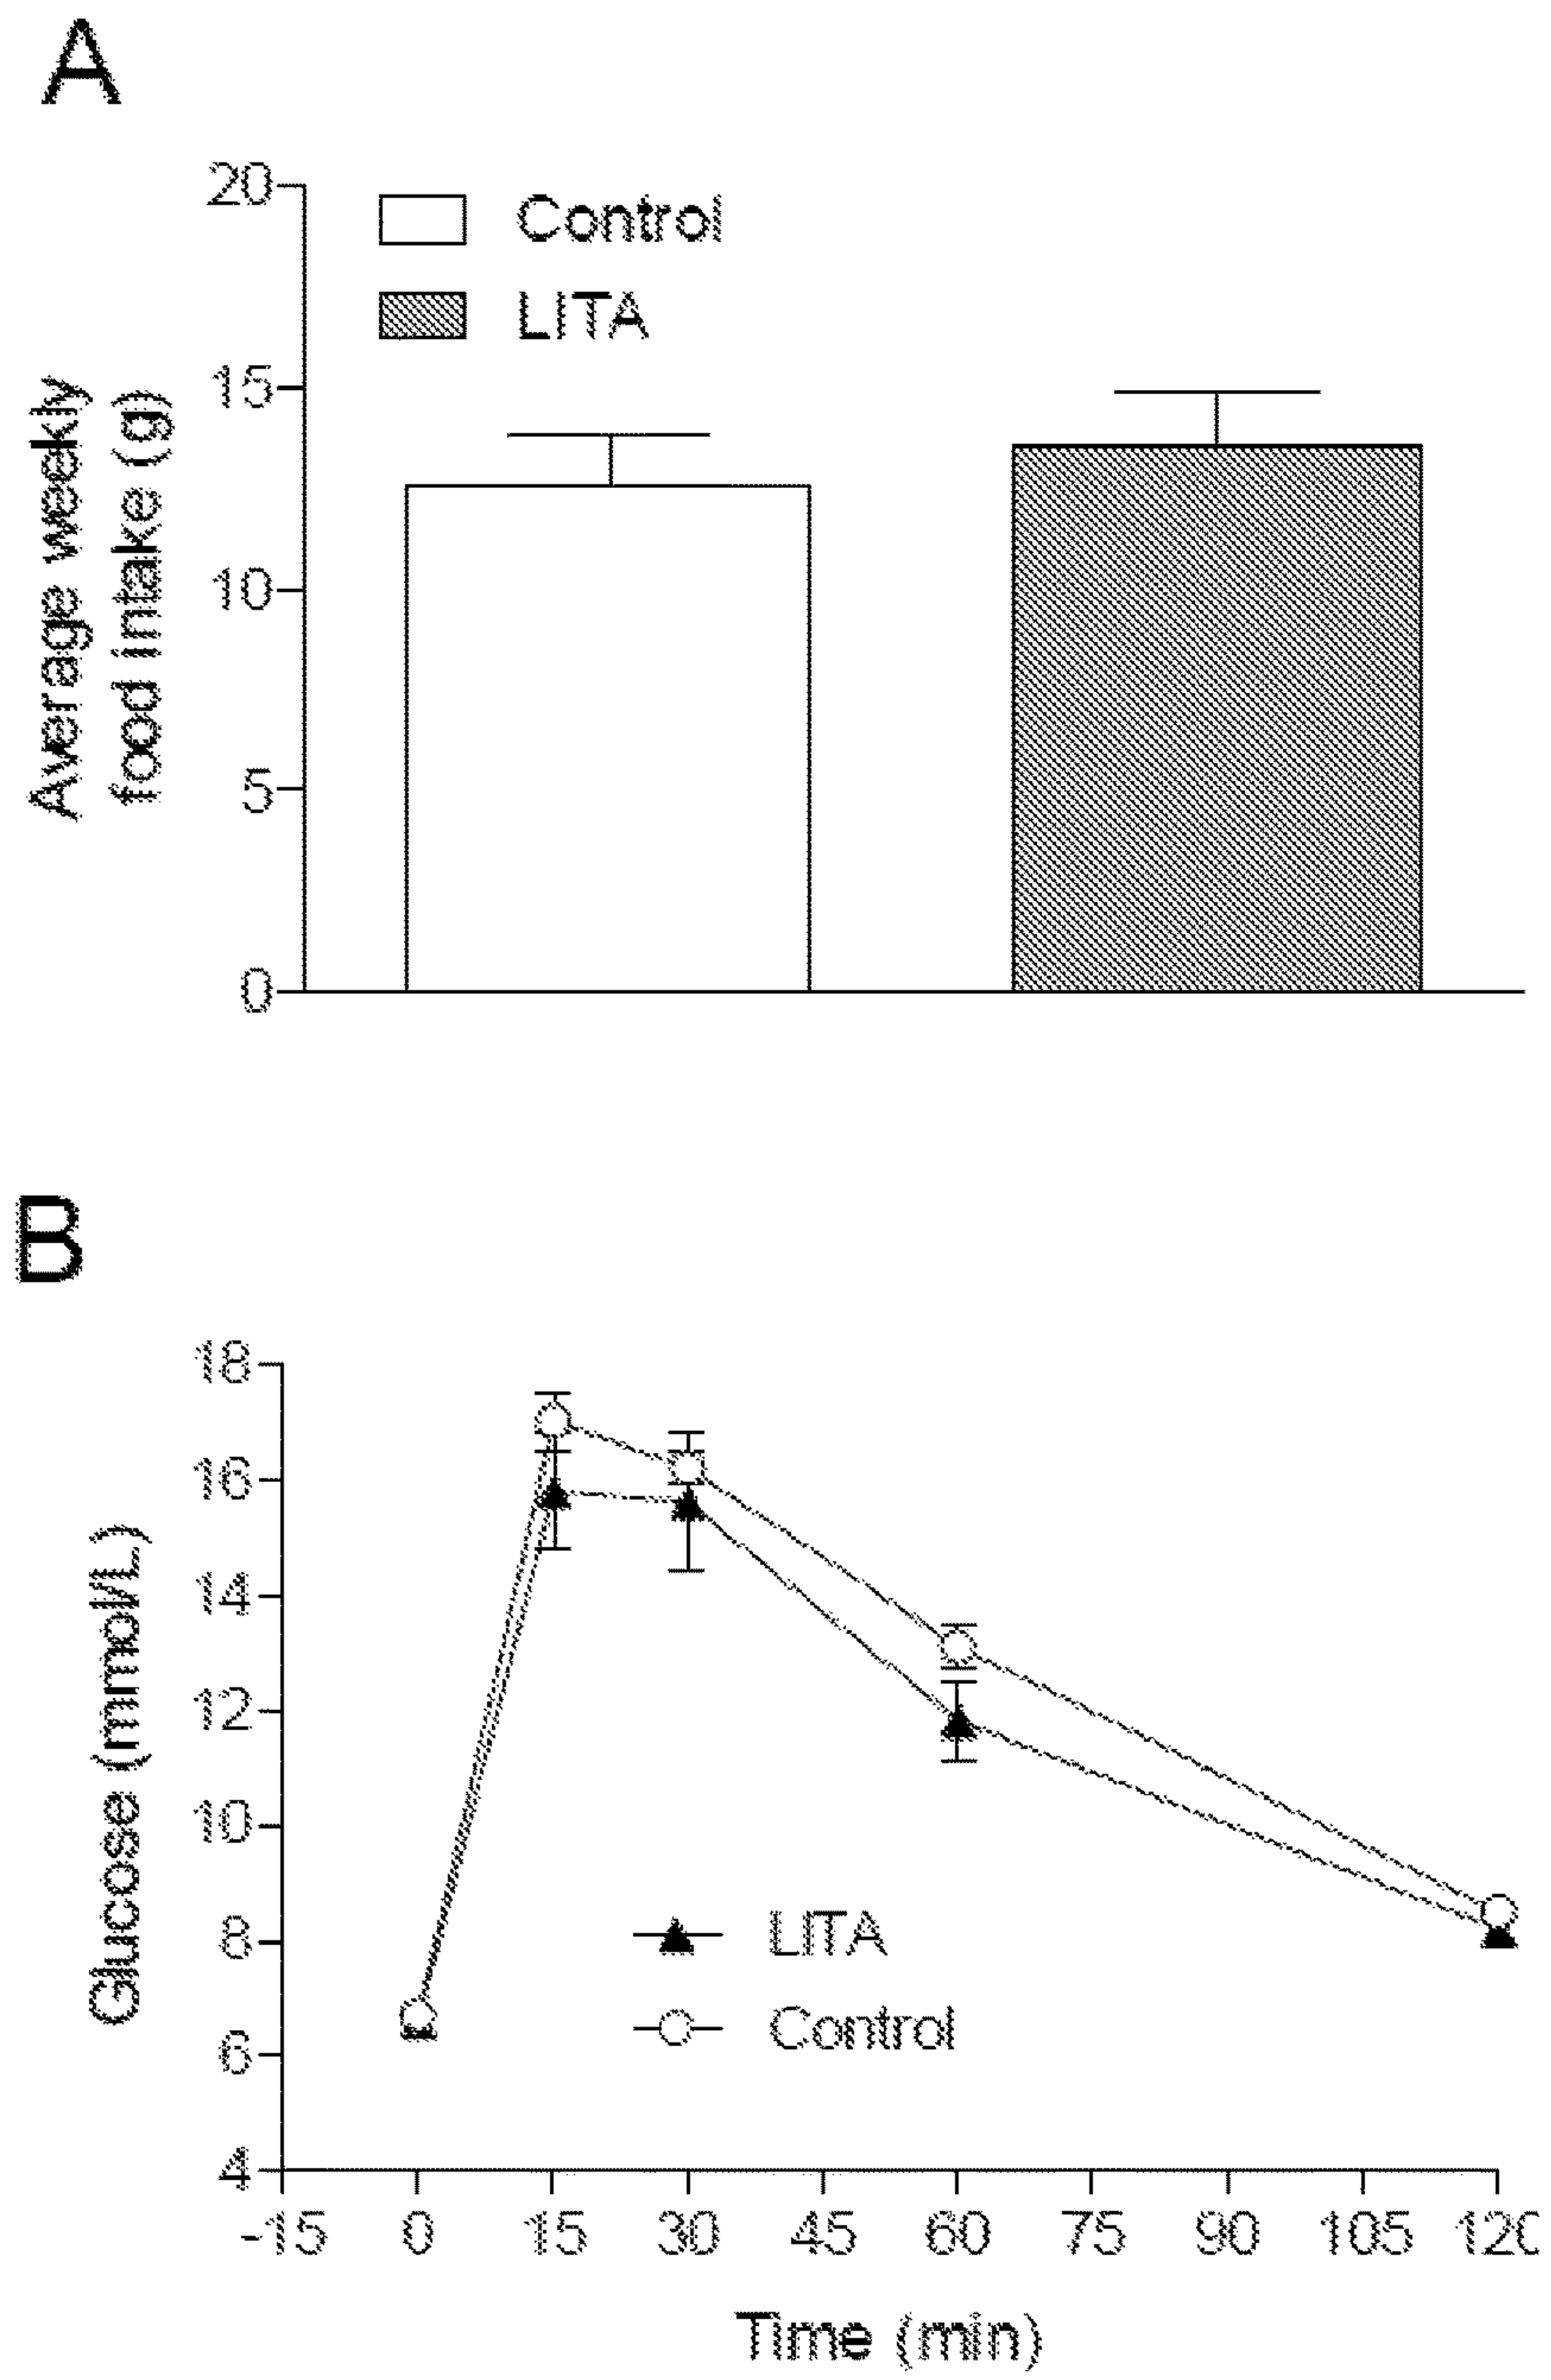 A
20
Control
LITA
15
10
5
0
Average weekly
food intake (g)
B
18
16
14
12
10
8
6
4
Glucose (mmol/L)
LITA
Control
-15 0 15 30 45 60 75 90 105 120
Time (min)